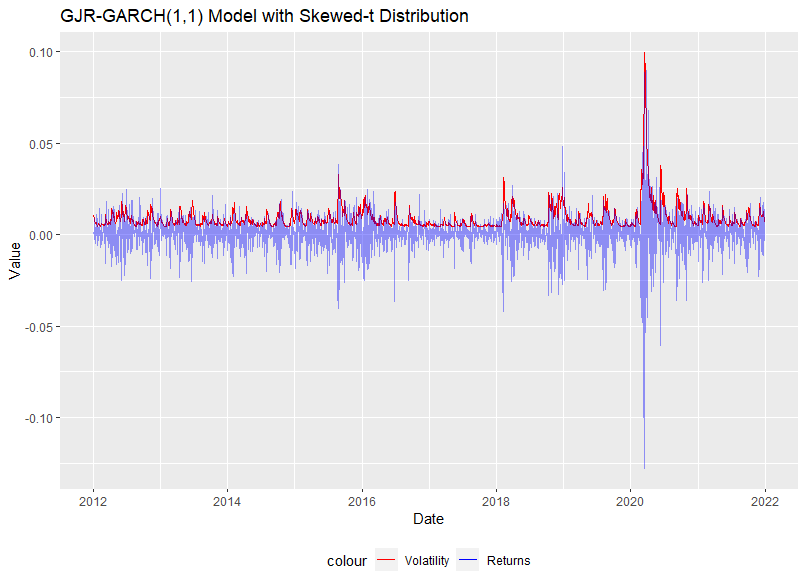 GJR-GARCH(1,1) Model with Skewed-t Distribution
0.10
0.05
0.00
-0.05
-0.10
Value
2012 2014 2016 2018 2020 2022
Date
colour Volatility Returns